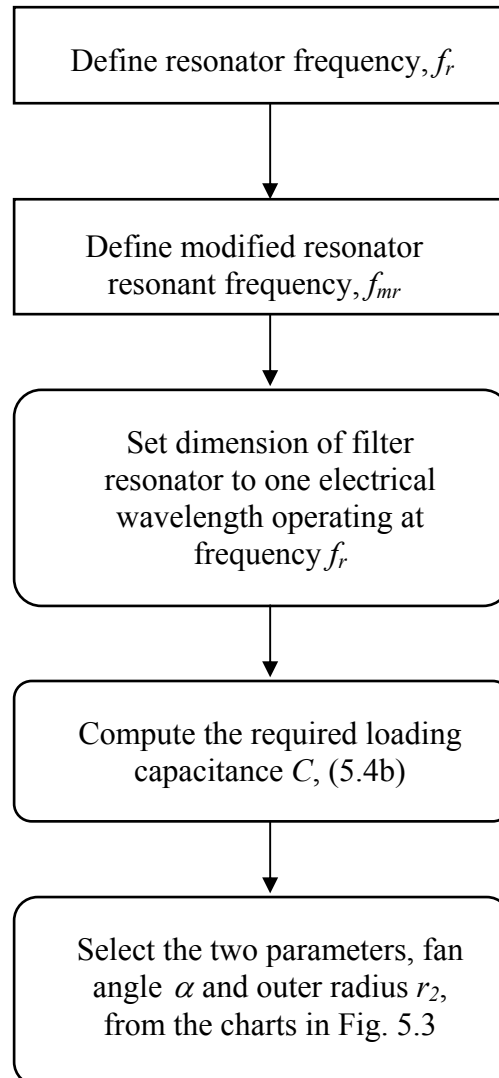 Define resonator frequency, fr
Define modified resonator
resonant frequency, fmr
Set dimension of filter
resonator to one electrical
wavelength operating at
frequency fr
Compute the required loading
capacitance C, (5.4b)
Select the two parameters, fan
angle α and outer radius r2,
from the charts in Fig. 5.3